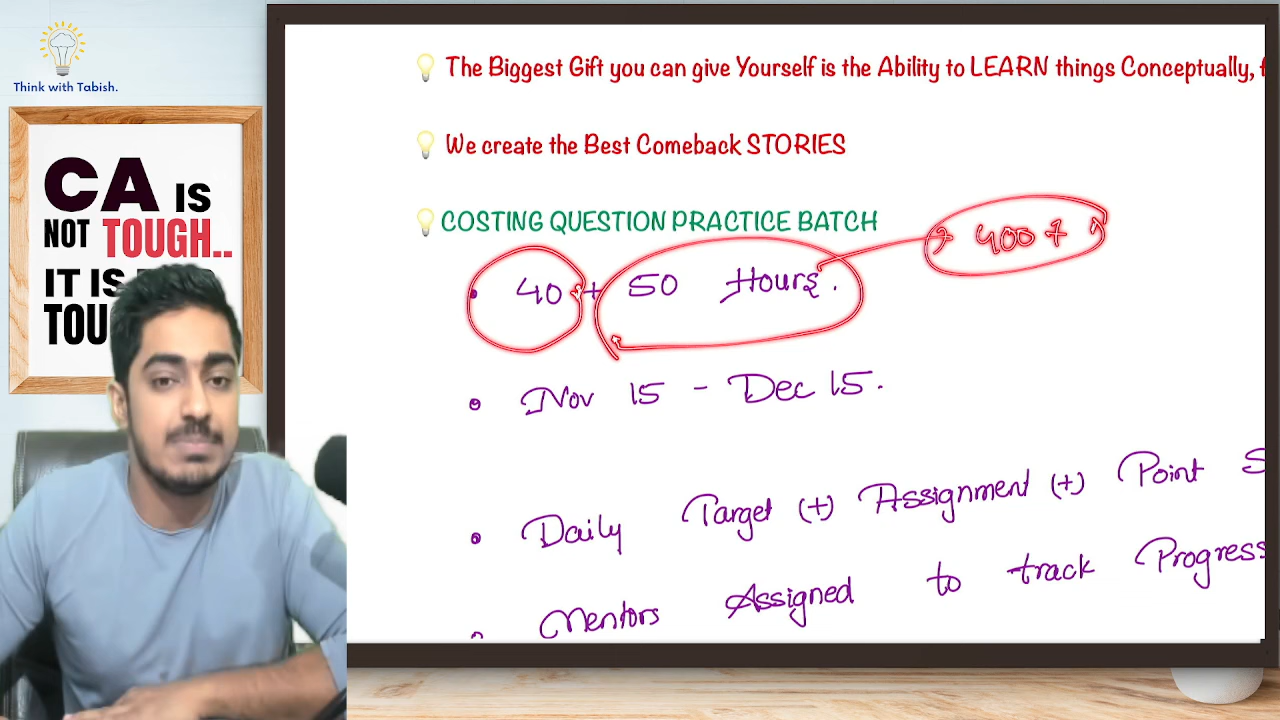 Think with Tabish.
CA IS
NOT TOUGH..
IT IS
TOU
The Biggest Gift you can give Yourself is the Ability to LEARN things Conceptually,
We create the Best Comeback STORIES
COSTING QUESTION PRACTICE BATCH
400+
• 40 + 50 Hours.
• Nov 15 - Dec 15.
• Daily Target (+) Assignment (+) Point S
• Mentors Assigned to track Progress